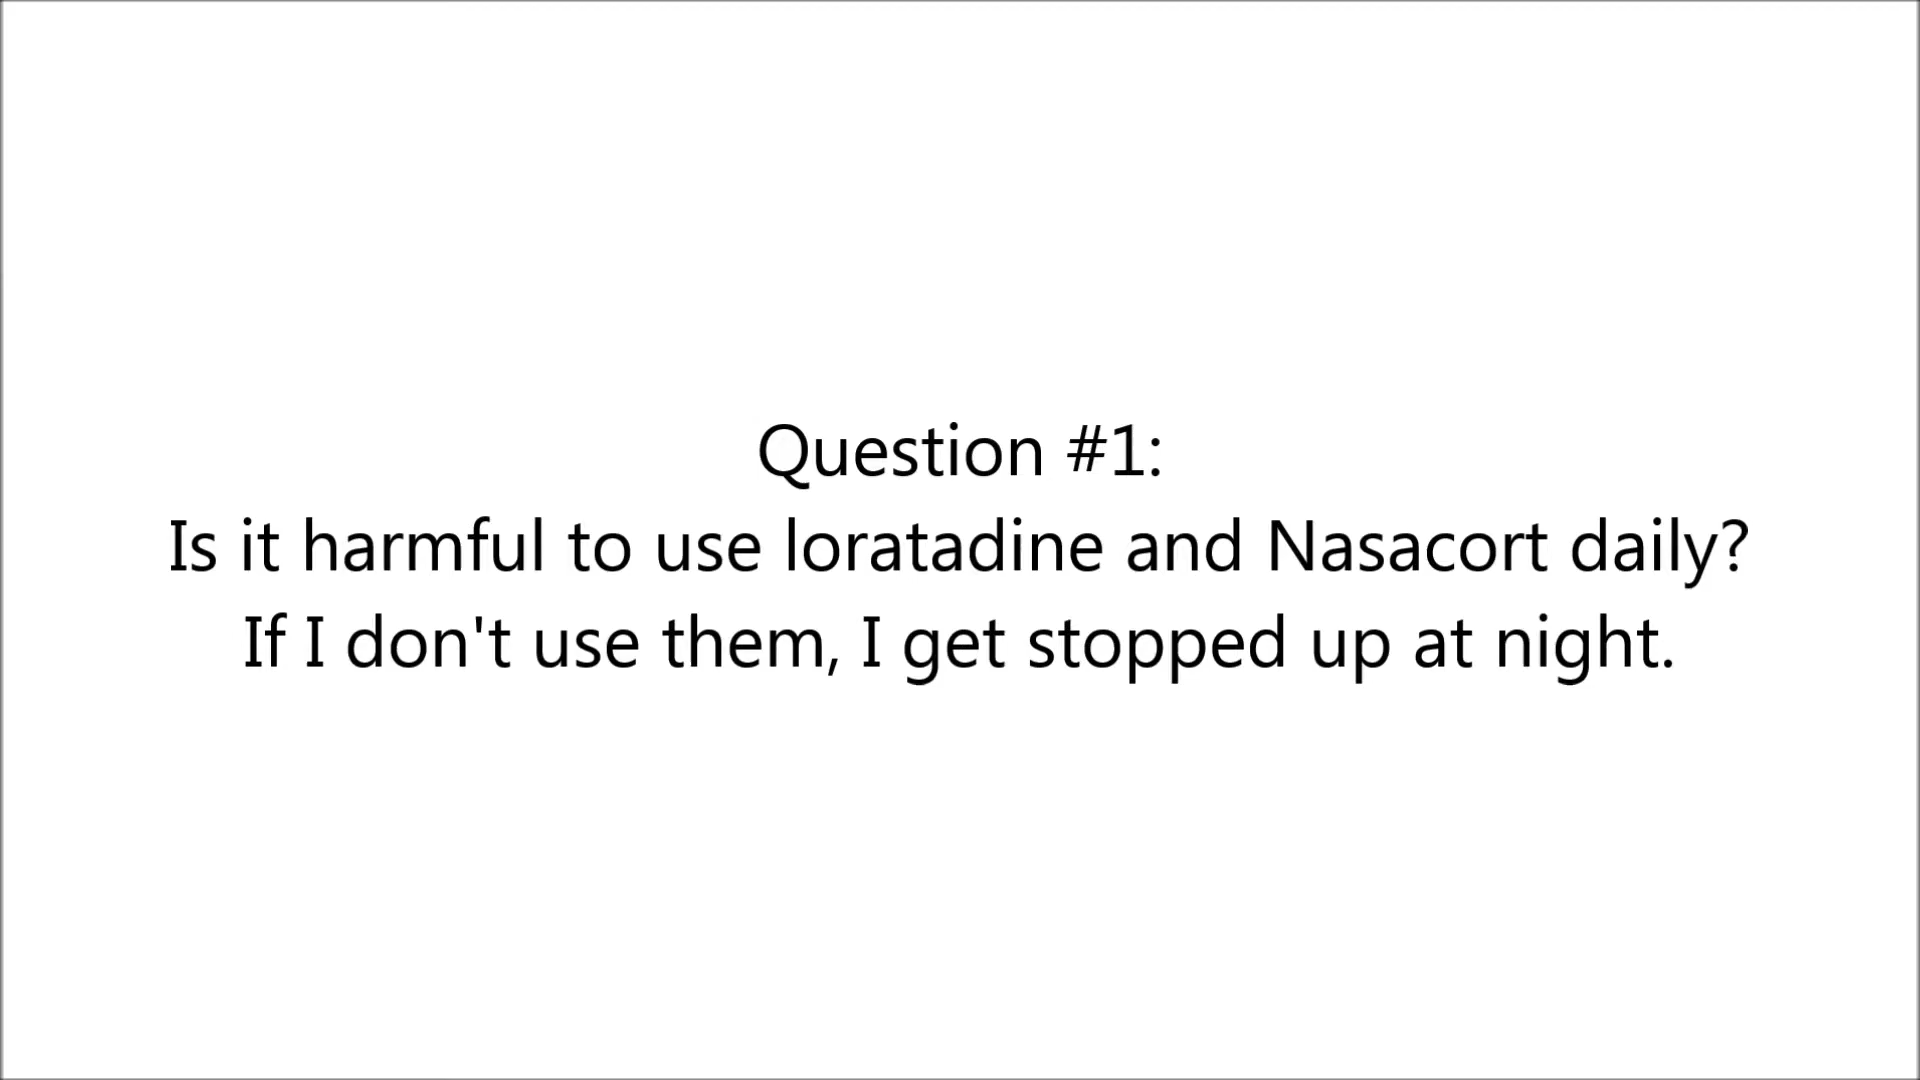 Question #1:
Is it harmful to use loratadine and Nasacort daily?
If I don't use them, I get stopped up at night.